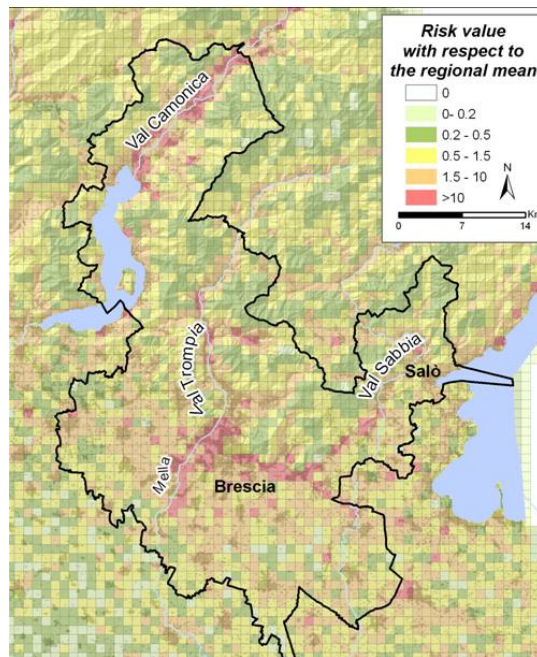 Risk value
with respect to
the regional mean
0
0- 0.2
0.2 - 0.5
0.5 - 1.5
1.5 - 10
>10
N
Km
0 7 14
Val Camonica
Val Trompia
Val Sabbia
Salò
Mella
Brescia